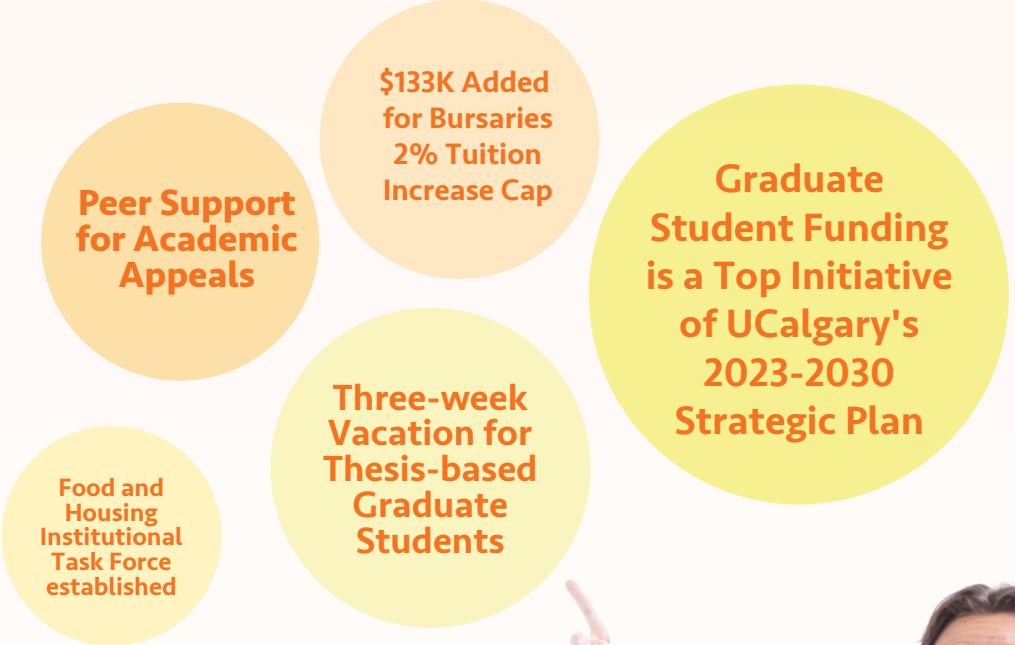 $133K Added
for Bursaries
2% Tuition
Increase Cap
Peer Support
for Academic
Appeals
Graduate
Student Funding
is a Top Initiative
of UCalgary's
2023-2030
Strategic Plan
Three-week
Vacation for
Thesis-based
Graduate
Students
Food and
Housing
Institutional
Task Force
established